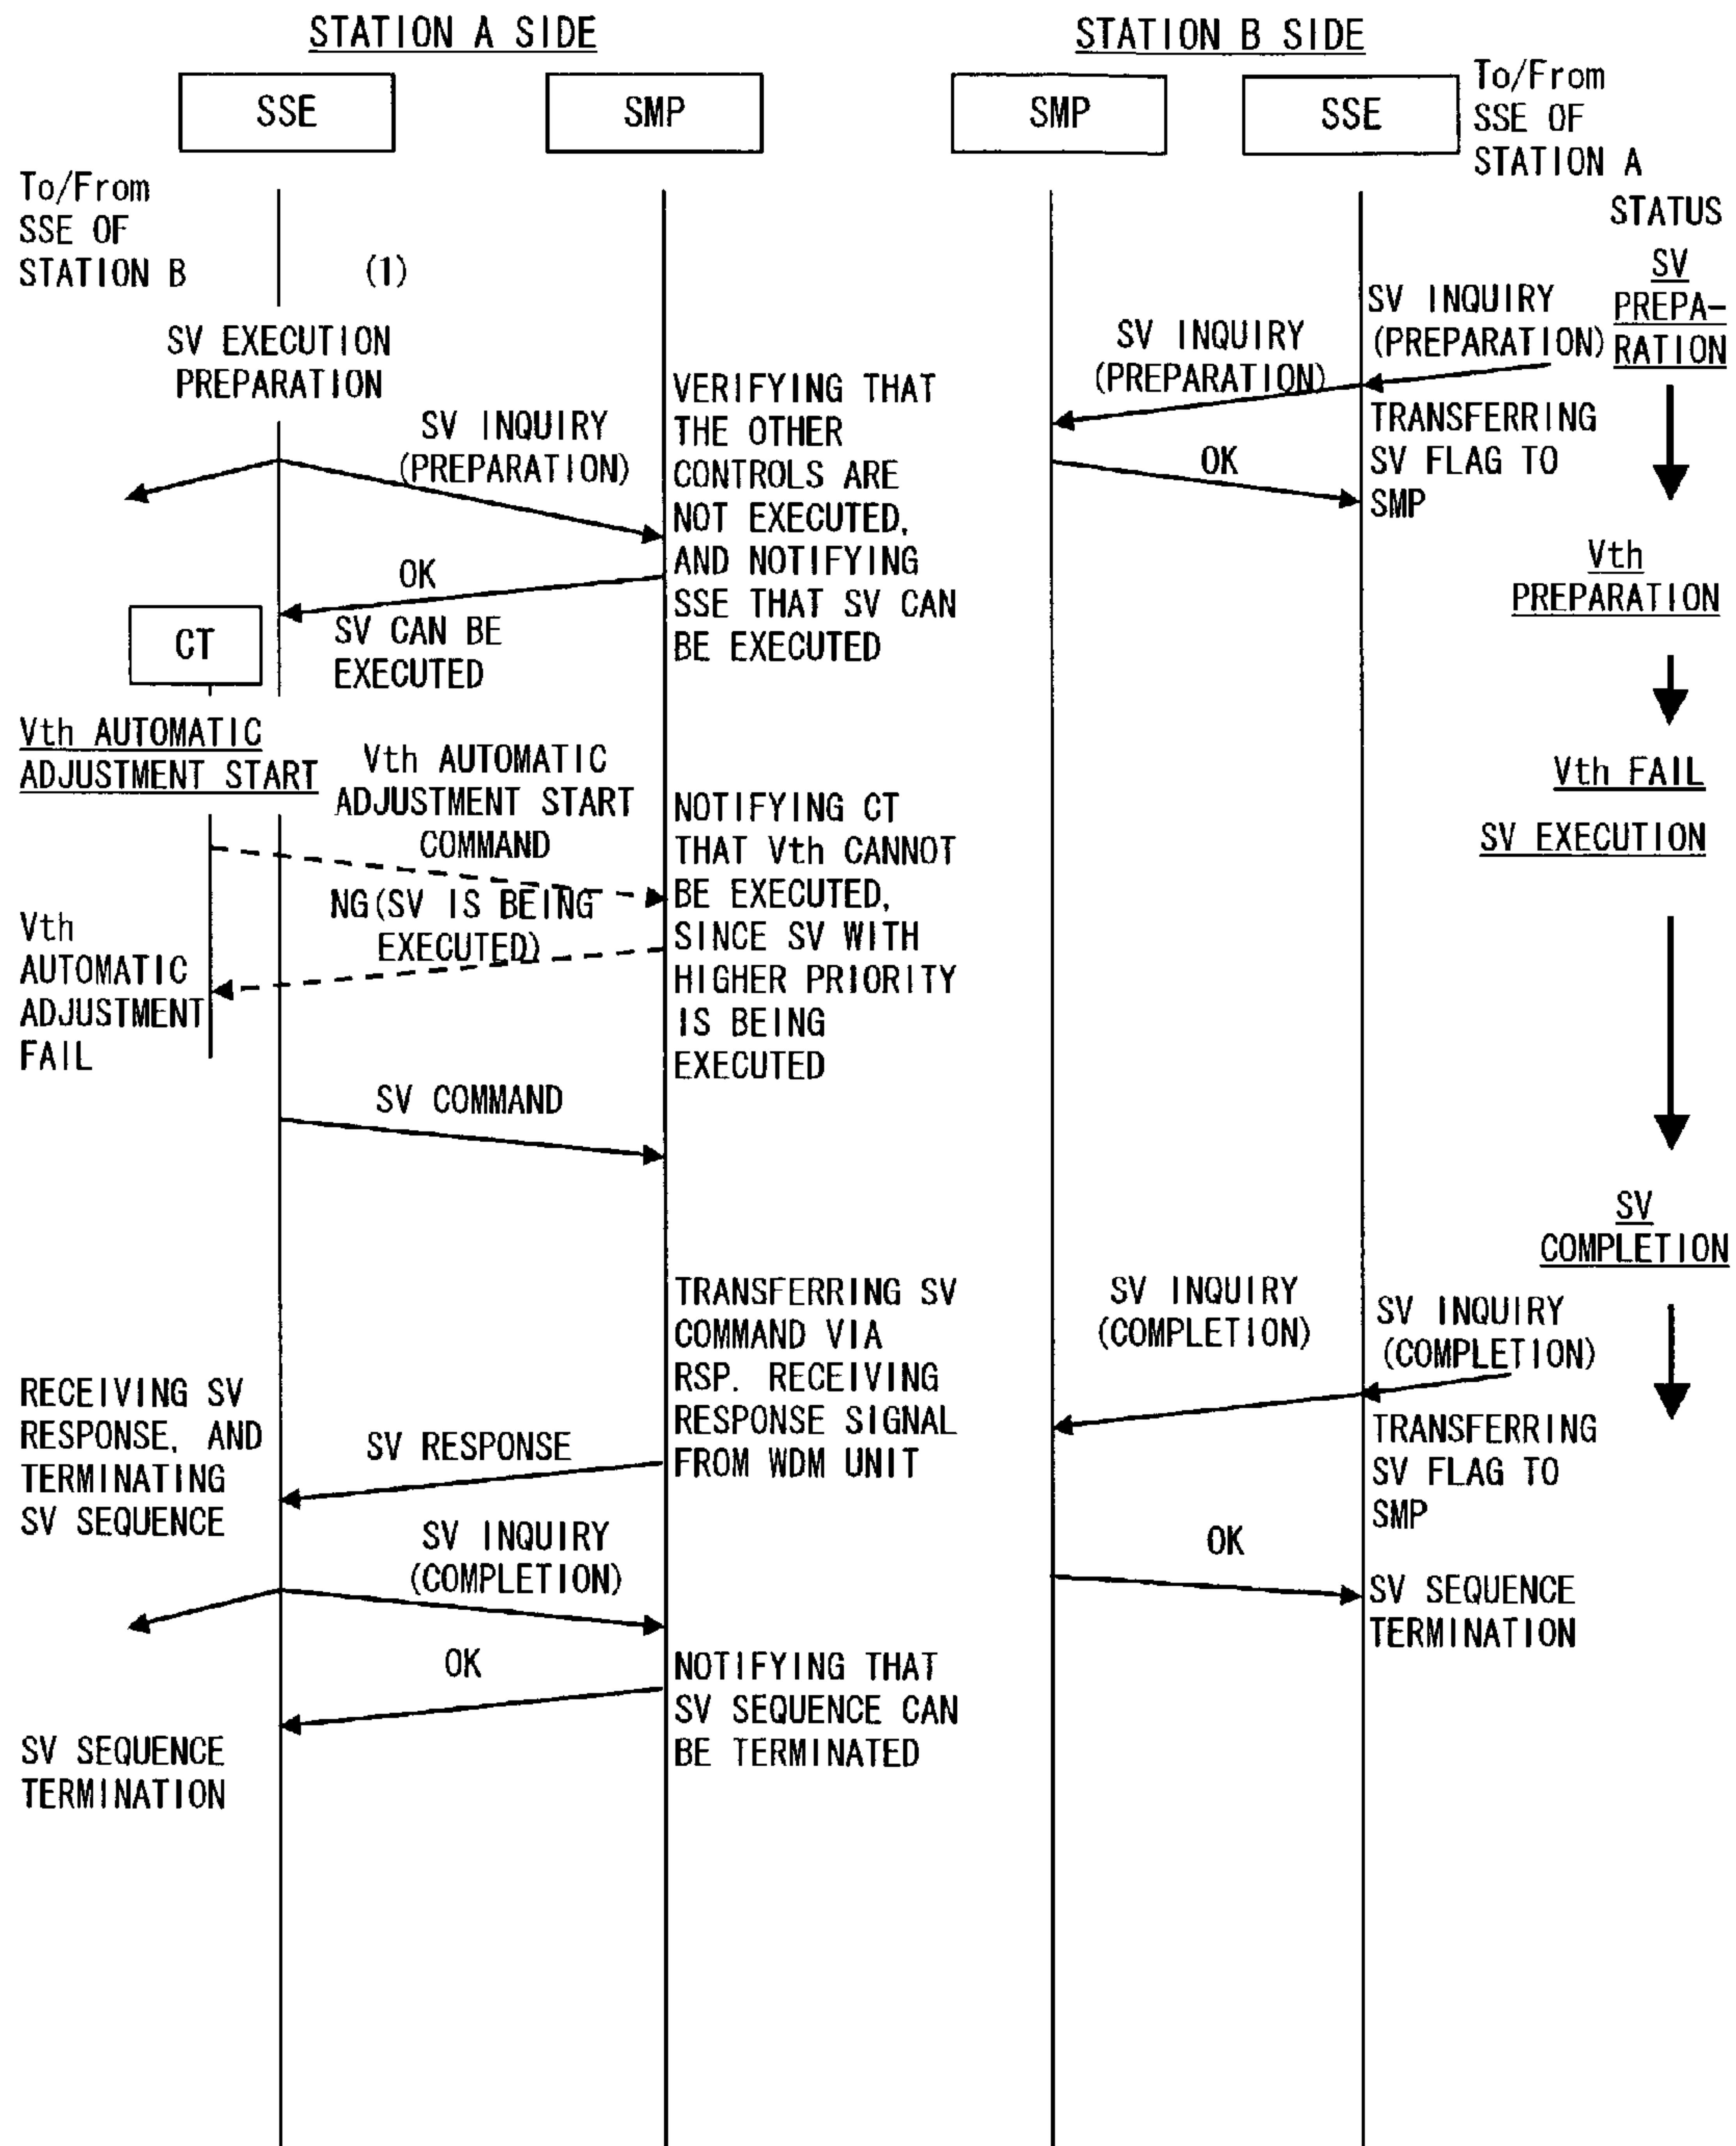 STATION A SIDE
STATION B SIDE
SSE
SMP
SMP
SSE
To/From
SSE OF
STATION A
To/From
SSE OF
STATION B
(1)
STATUS
SV
PREPA-
RATION
SV EXECUTION
PREPARATION
SV INQUIRY
(PREPARATION)
SV INQUIRY
(PREPARATION)
SV INQUIRY
(PREPARATION)
VERIFYING THAT
THE OTHER
CONTROLS ARE
NOT EXECUTED,
AND NOTIFYING
SSE THAT SV CAN
BE EXECUTED
OK
TRANSFERRING
SV FLAG TO
SMP
OK
SV CAN BE
EXECUTED
CT
Vth
PREPARATION
Vth AUTOMATIC
ADJUSTMENT START
Vth AUTOMATIC
ADJUSTMENT START
COMMAND
NOTIFYING CT
THAT Vth CANNOT
BE EXECUTED,
SINCE SV WITH
HIGHER PRIORITY
IS BEING
EXECUTED
Vth FAIL
SV EXECUTION
NG(SV IS BEING
EXECUTED)
Vth
AUTOMATIC
ADJUSTMENT
FAIL
SV COMMAND
SV
COMPLETION
TRANSFERRING SV
COMMAND VIA
RSP. RECEIVING
RESPONSE SIGNAL
FROM WDM UNIT
SV INQUIRY
(COMPLETION)
SV INQUIRY
(COMPLETION)
RECEIVING SV
RESPONSE, AND
TERMINATING
SV SEQUENCE
SV RESPONSE
TRANSFERRING
SV FLAG TO
SMP
SV INQUIRY
(COMPLETION)
OK
SV SEQUENCE
TERMINATION
OK
NOTIFYING THAT
SV SEQUENCE CAN
BE TERMINATED
SV SEQUENCE
TERMINATION